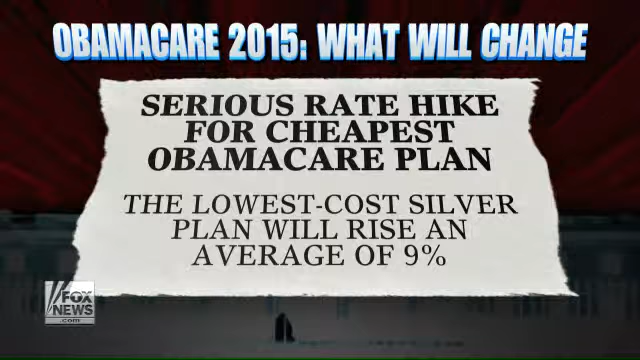 OBAMACARE 2015: WHAT WILL CHANGE
SERIOUS RATE HIKE
FOR CHEAPEST
OBAMACARE PLAN
THE LOWEST-COST SILVER
PLAN WILL RISE AN
AVERAGE OF 9%
FOX
NEWS
.com